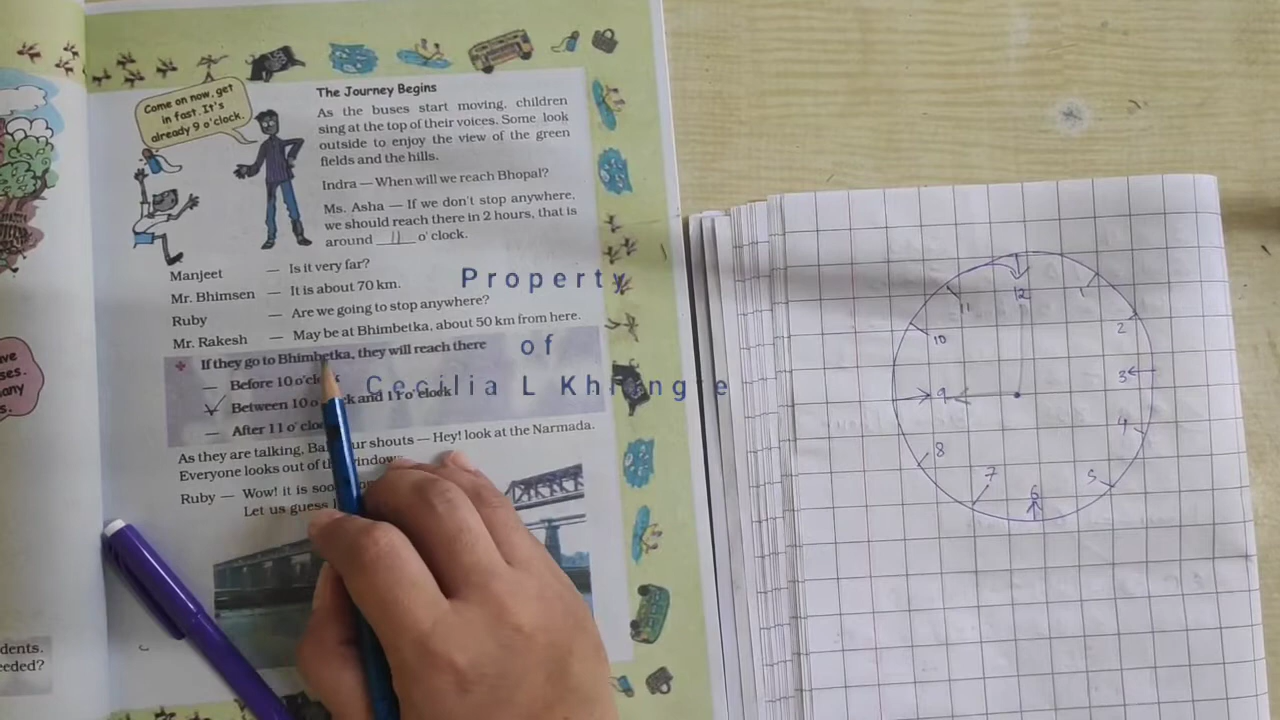 Come on now, get
in fast. It's
already 9 o'clock.
The Journey Begins
As the buses start moving, children
sing at the top of their voices. Some look
outside to enjoy the view of the green
fields and the hills.
Indra — When will we reach Bhopal?
Ms. Asha — If we don't stop anywhere,
we should reach there in 2 hours, that is
around 11 o' clock.
Manjeet — Is it very far?
Mr. Bhimsen — It is about 70 km.
Ruby — Are we going to stop anywhere?
Mr. Rakesh — May be at Bhimbetka, about 50 km from here.
If they go to Bhimbetka, they will reach there
— Before 10 o'clock
Between 10 o'clock and 11 o' clock
— After 11 o' clock
As they are talking, shouts — Hey! look at the Narmada.
Everyone looks out of the window.
Ruby — Wow! it is
Let us guess
dents.
eeded?
Property
of
Cecilia L Khiangte
12
1
2
3
4
5
6
7
8
9
10
11